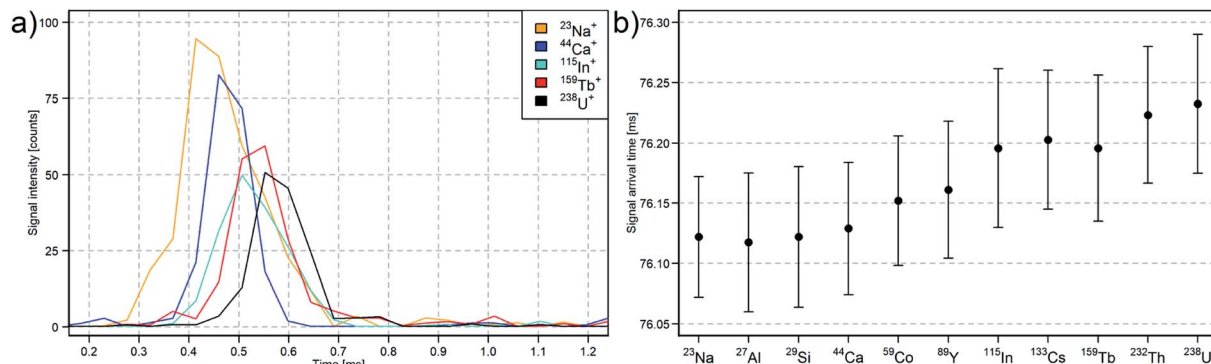 a)
Signal intensity [counts]
100
75
50
25
0
0.2 0.3 0.4 0.5 0.6 0.7 0.8 0.9 1.0 1.1 1.2
Time [ms]
²³Na⁺
⁴⁴Ca⁺
¹¹⁵In⁺
¹⁵⁹Tb⁺
²³⁸U⁺
b)
Signal arrival time [ms]
76.30
76.25
76.20
76.15
76.10
76.05
²³Na ²⁷Al ²⁹Si ⁴⁴Ca ⁵⁹Co ⁸⁹Y ¹¹⁵In ¹³³Cs ¹⁵⁹Tb ²³²Th ²³⁸U